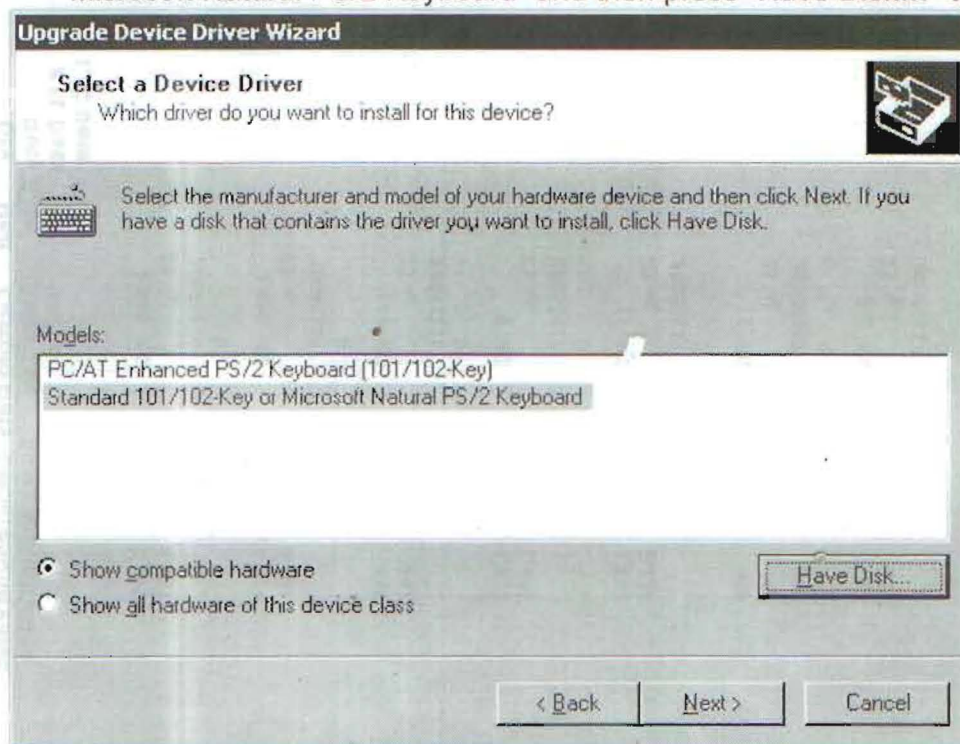 Upgrade Device Driver Wizard
Select a Device Driver
Which driver do you want to install for this device?
Select the manufacturer and model of your hardware device and then click Next. If you
have a disk that contains the driver you want to install, click Have Disk.
Models:
PC/AT Enhanced PS/2 Keyboard (101/102-Key)
Standard 101/102-Key or Microsoft Natural PS/2 Keyboard
Show compatible hardware
Have Disk...
Show all hardware of this device class
< Back
Next >
Cancel